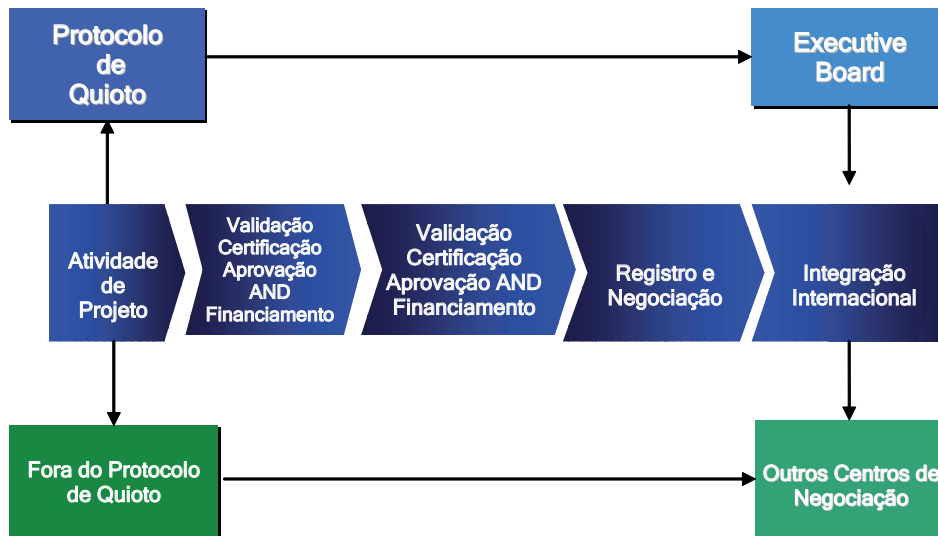 Protocolo
de
Quioto
Executive
Board
Atividade
de
Projeto
Validação
Certificação
Aprovação
AND
Financiamento
Validação
Certificação
Aprovação AND
Financiamento
Registro e
Negociação
Integração
Internacional
Fora do Protocolo
de Quioto
Outros Centros de
Negociação